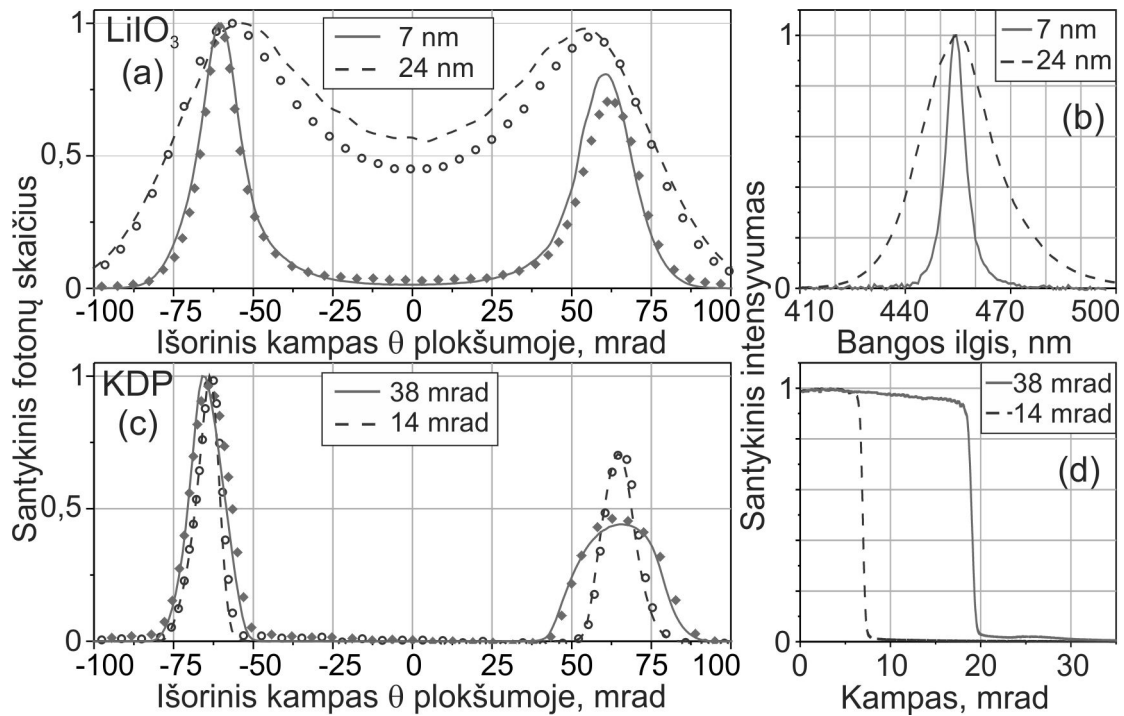 LiIO3
(a)
7 nm
24 nm
1
0,5
0
-100 -75 -50 -25 0 25 50 75 100
Išorinis kampas θ plokšumoje, mrad
Santykinis fotonų skaičius
7 nm
24 nm
(b)
1
0
410 440 470 500
Bangos ilgis, nm
Santykinis intensyvumas
KDP
(c)
38 mrad
14 mrad
1
0,5
0
-100 -75 -50 -25 0 25 50 75 100
Išorinis kampas θ plokšumoje, mrad
38 mrad
14 mrad
(d)
1
0
0 10 20 30
Kampas, mrad